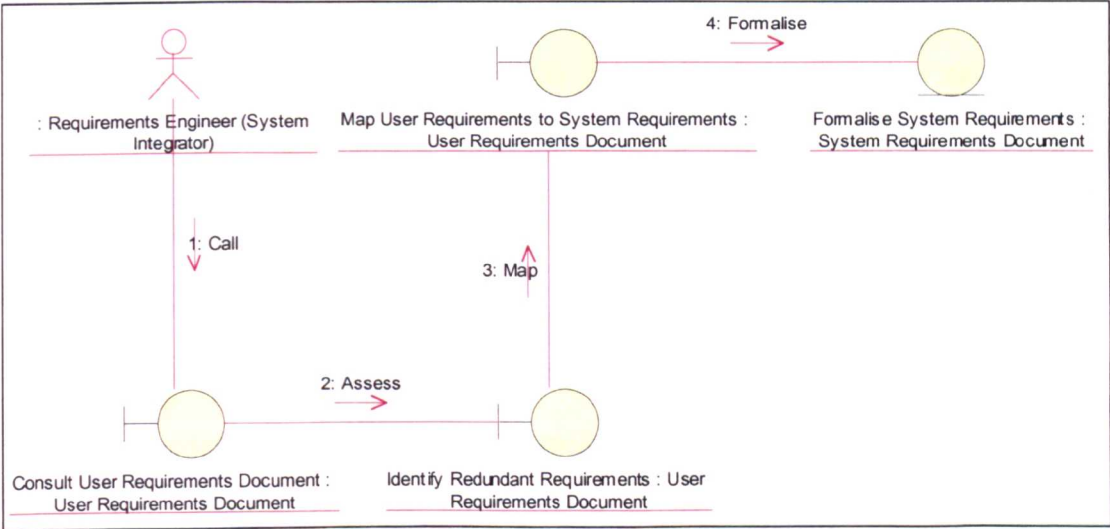 4: Formalise
: Requirements Engineer (System
Integrator)
Map User Requirements to System Requirements :
User Requirements Document
Formalise System Requirements :
System Requirements Document
1: Call
3: Map
2: Assess
Consult User Requirements Document :
User Requirements Document
Identify Redundant Requirements : User
Requirements Document